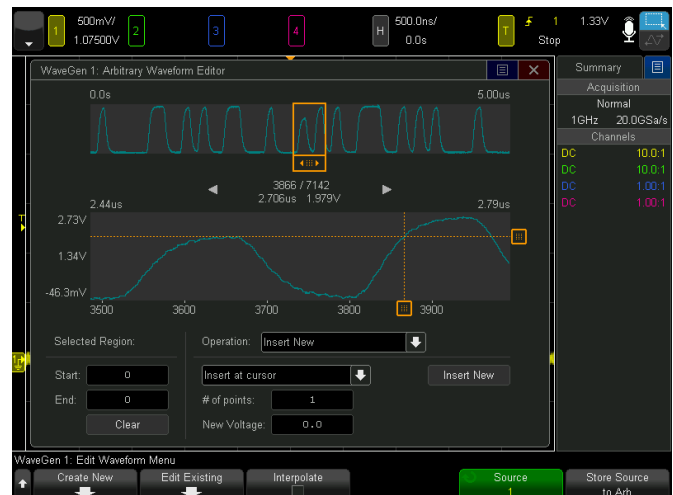 1 500mV/ 1.07500V 2 3 4 H 500.0ns/ 0.0s T 1 1.33V Stop
WaveGen 1: Arbitrary Waveform Editor
0.0s 5.00us
3866 / 7142
2.706us 1.979V
2.44us 2.79us
2.73V
1.34V
-46.3mV
3500 3600 3700 3800 3900
Selected Region: Operation: Insert New
Start: 0 Insert at cursor Insert New
End: 0 # of points: 1
Clear New Voltage: 0.0
Summary
Acquisition
Normal
1GHz 20.0GSa/s
Channels
DC 10.0:1
DC 10.0:1
DC 1.00:1
DC 1.00:1
T
WaveGen 1: Edit Waveform Menu
Create New Edit Existing Interpolate Source Store Source
1 to Arb